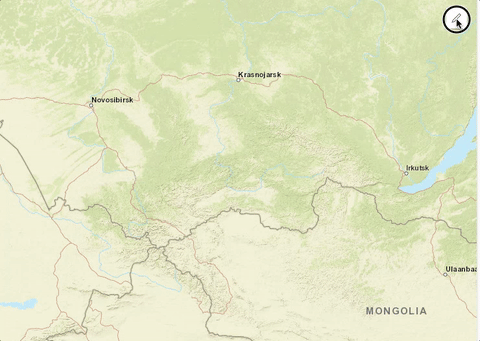 Krasnojarsk
Novosibirsk
Irkutsk
Ulaanbaa
MONGOLIA